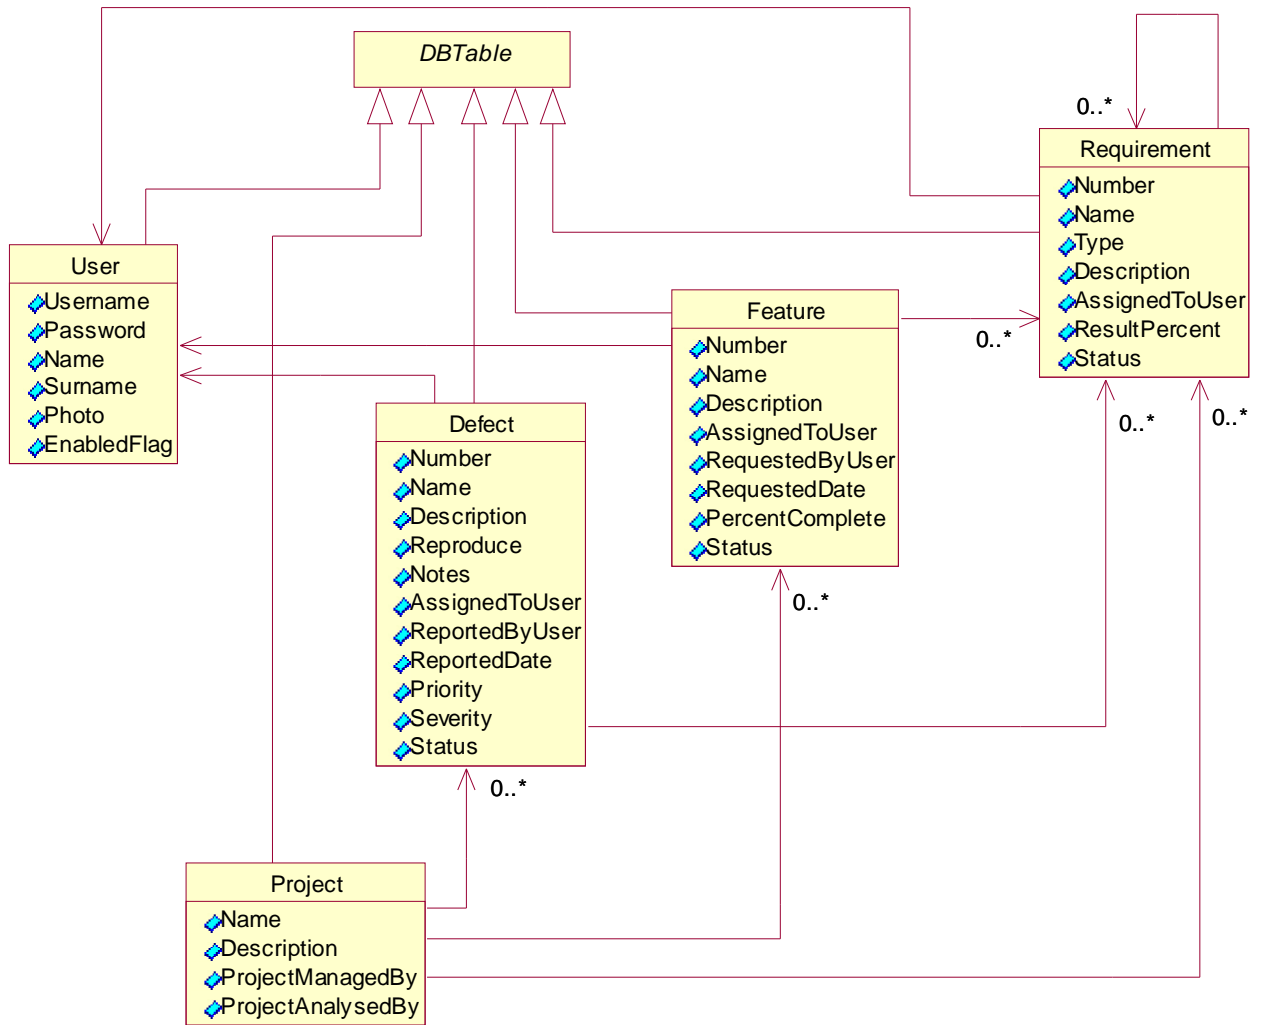 DBTable
0..*
Requirement
Number
Name
Type
Description
AssignedToUser
ResultPercent
Status
User
Username
Password
Name
Surname
Photo
EnabledFlag
Feature
Number
Name
Description
AssignedToUser
RequestedByUser
RequestedDate
PercentComplete
Status
0..*
Defect
Number
Name
Description
Reproduce
Notes
AssignedToUser
ReportedByUser
ReportedDate
Priority
Severity
Status
0..*
0..*
0..*
0..*
Project
Name
Description
ProjectManagedBy
ProjectAnalysedBy